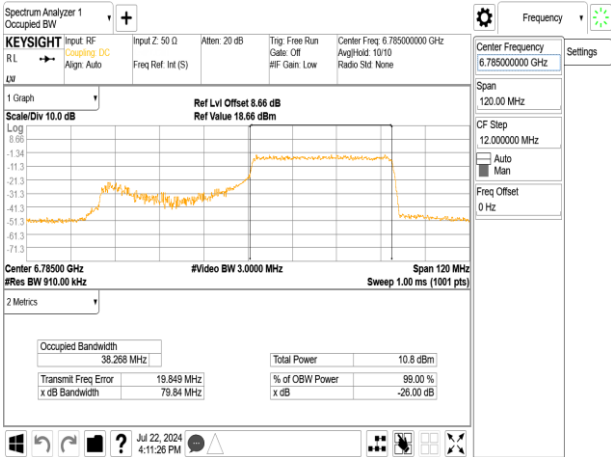 Spectrum Analyzer 1
Occupied BW
+
Frequency
KEYSIGHT
RL
LXI
Input: RF
Coupling: DC
Align: Auto
Input Z: 50 Ω
Freq Ref: Int (S)
Atten: 20 dB
Trig: Free Run
Gate: Off
#IF Gain: Low
Center Freq: 6.785000000 GHz
Avg|Hold: 10/10
Radio Std: None
Center Frequency
6.785000000 GHz
Settings
Span
120.00 MHz
CF Step
12.000000 MHz
Auto
Man
Freq Offset
0 Hz
1 Graph
Scale/Div 10.0 dB
Ref Lvl Offset 8.66 dB
Ref Value 18.66 dBm
Log
8.66
-1.34
-11.3
-21.3
-31.3
-41.3
-51.3
-61.3
-71.3
Center 6.78500 GHz
#Video BW 3.0000 MHz
Span 120 MHz
#Res BW 910.00 kHz
Sweep 1.00 ms (1001 pts)
2 Metrics
Occupied Bandwidth
38.268 MHz
Total Power 10.8 dBm
Transmit Freq Error 19.849 MHz
% of OBW Power 99.00 %
x dB Bandwidth 79.84 MHz
x dB -26.00 dB
?
Jul 22, 2024
4:11:26 PM